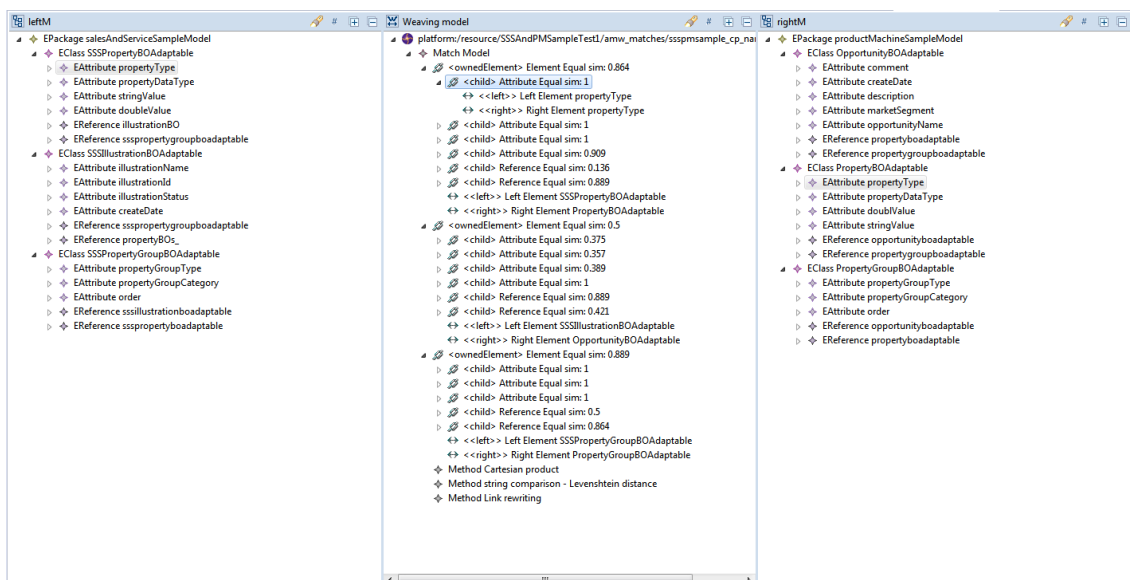 leftM
EPackage salesAndServiceSampleModel
EClass SSSPropertyBOAdaptable
EAttribute propertyType
EAttribute propertyDataType
EAttribute stringValue
EAttribute doubleValue
EReference illustrationBO
EReference ssspropertygroupboadaptable
EClass SSSIllustrationBOAdaptable
EAttribute illustrationName
EAttribute illustrationId
EAttribute illustrationStatus
EAttribute createDate
EReference ssspropertygroupboadaptable
EReference propertyBOs_
EClass SSSPropertyGroupBOAdaptable
EAttribute propertyGroupType
EAttribute propertyGroupCategory
EAttribute order
EReference sssillustrationboadaptable
EReference ssspropertyboadaptable
Weaving model
platform:/resource/SSSAndPMSampleTest1/amw_matches/ssspmsample_cp_nar
Match Model
<ownedElement> Element Equal sim: 0.864
<child> Attribute Equal sim: 1
<<left>> Left Element propertyType
<<right>> Right Element propertyType
<child> Attribute Equal sim: 1
<child> Attribute Equal sim: 1
<child> Attribute Equal sim: 0.909
<child> Reference Equal sim: 0.136
<child> Reference Equal sim: 0.889
<<left>> Left Element SSSPropertyBOAdaptable
<<right>> Right Element PropertyBOAdaptable
<ownedElement> Element Equal sim: 0.5
<child> Attribute Equal sim: 0.375
<child> Attribute Equal sim: 0.357
<child> Attribute Equal sim: 0.389
<child> Attribute Equal sim: 1
<child> Reference Equal sim: 0.889
<child> Reference Equal sim: 0.421
<<left>> Left Element SSSIllustrationBOAdaptable
<<right>> Right Element OpportunityBOAdaptable
<ownedElement> Element Equal sim: 0.889
<child> Attribute Equal sim: 1
<child> Attribute Equal sim: 1
<child> Attribute Equal sim: 1
<child> Reference Equal sim: 0.5
<child> Reference Equal sim: 0.864
<<left>> Left Element SSSPropertyGroupBOAdaptable
<<right>> Right Element PropertyGroupBOAdaptable
Method Cartesian product
Method string comparison - Levenshtein distance
Method Link rewriting
rightM
EPackage productMachineSampleModel
EClass OpportunityBOAdaptable
EAttribute comment
EAttribute createDate
EAttribute description
EAttribute marketSegment
EAttribute opportunityName
EReference propertyboadaptable
EReference propertygroupboadaptable
EClass PropertyBOAdaptable
EAttribute propertyType
EAttribute propertyDataType
EAttribute doublValue
EAttribute stringValue
EReference opportunityboadaptable
EReference propertygroupboadaptable
EClass PropertyGroupBOAdaptable
EAttribute propertyGroupType
EAttribute propertyGroupCategory
EAttribute order
EReference opportunityboadaptable
EReference propertyboadaptable